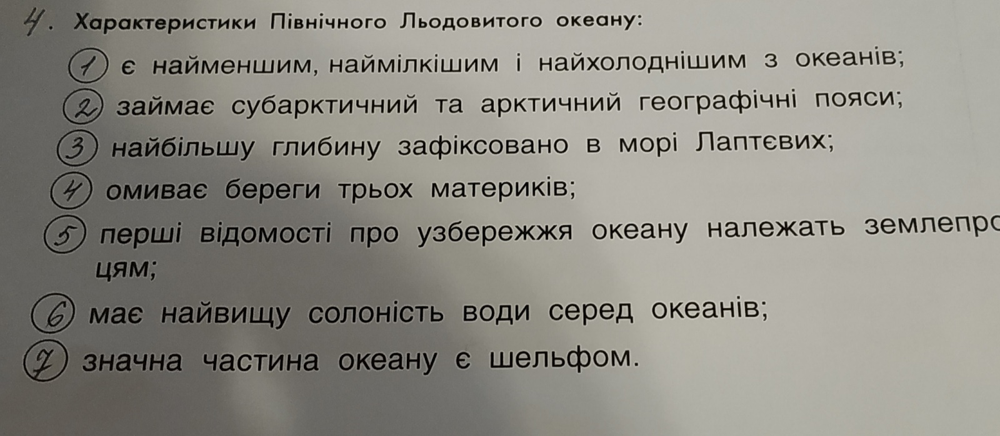 4. Характеристики Північного Льодовитого океану:
1 є найменшим, наймілкішим і найхолоднішим з океанів;
2 займає субарктичний та арктичний географічні пояси;
3 найбільшу глибину зафіксовано в морі Лаптєвих;
4 омиває береги трьох материків;
5 перші відомості про узбережжя океану належать землепро
цям;
6 має найвищу солоність води серед океанів;
7 значна частина океану є шельфом.